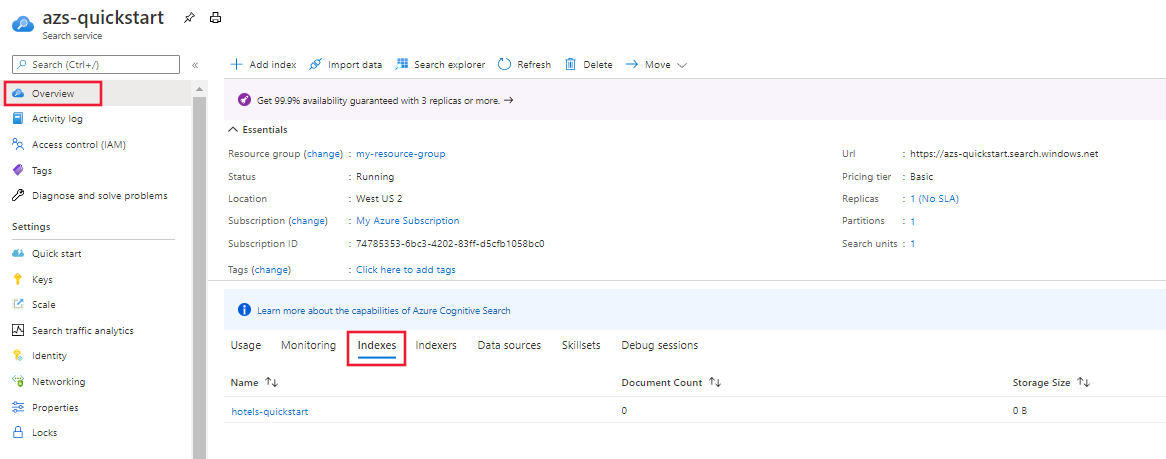 azs-quickstart
Search service
Search (Ctrl+/)
«
Overview
Activity log
Access control (IAM)
Tags
Diagnose and solve problems
Settings
Quick start
Keys
Scale
Search traffic analytics
Identity
Networking
Properties
Locks
Add index Import data Search explorer Refresh Delete Move
Get 99.9% availability guaranteed with 3 replicas or more. →
Essentials
Resource group (change) : my-resource-group
Status : Running
Location : West US 2
Subscription (change) : My Azure Subscription
Subscription ID : 74785353-6bc3-4202-83ff-d5cfb1058bc0
Tags (change) : Click here to add tags
Url : https://azs-quickstart.search.windows.net
Pricing tier : Basic
Replicas : 1 (No SLA)
Partitions : 1
Search units : 1
Learn more about the capabilities of Azure Cognitive Search
Usage Monitoring Indexes Indexers Data sources Skillsets Debug sessions
Name ↑↓ Document Count ↑↓ Storage Size ↑↓
hotels-quickstart 0 0 B